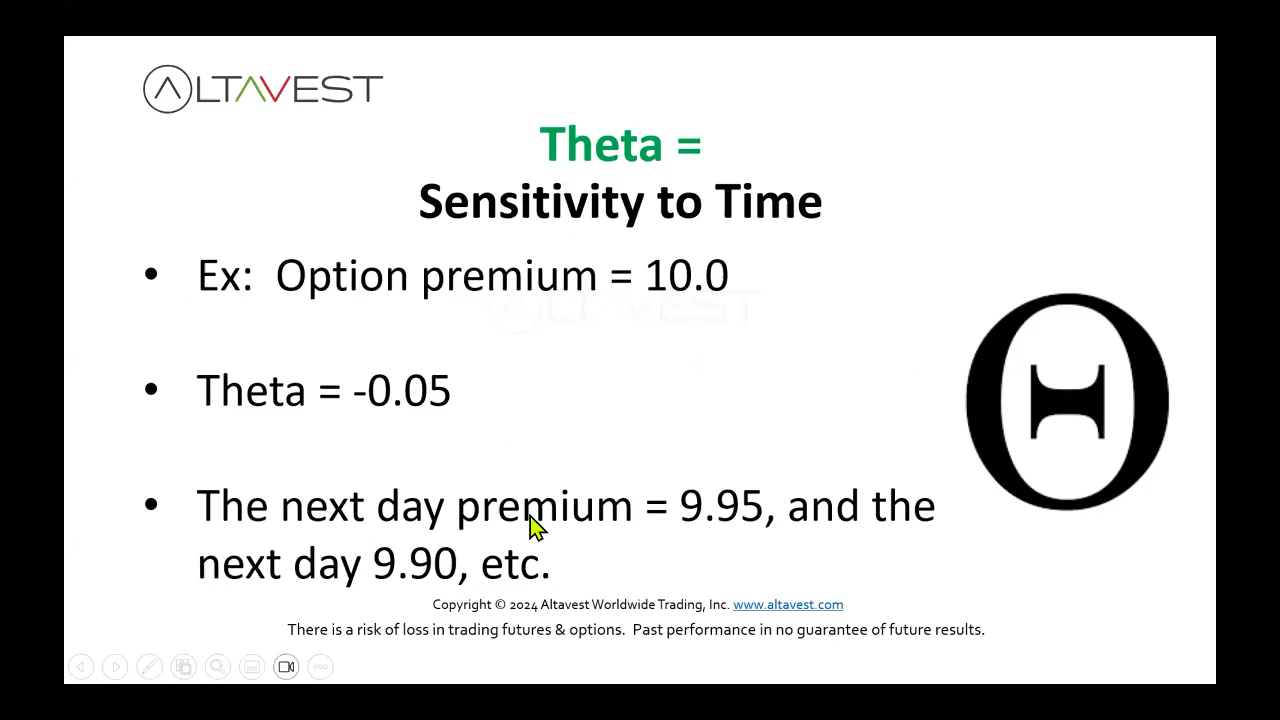 ALTAVEST
Theta =
Sensitivity to Time
• Ex: Option premium = 10.0
ALTAVEST
• Theta = -0.05
• The next day premium = 9.95, and the
next day 9.90, etc.
Θ
Copyright © 2024 Altavest Worldwide Trading, Inc. www.altavest.com
There is a risk of loss in trading futures & options. Past performance in no guarantee of future results.